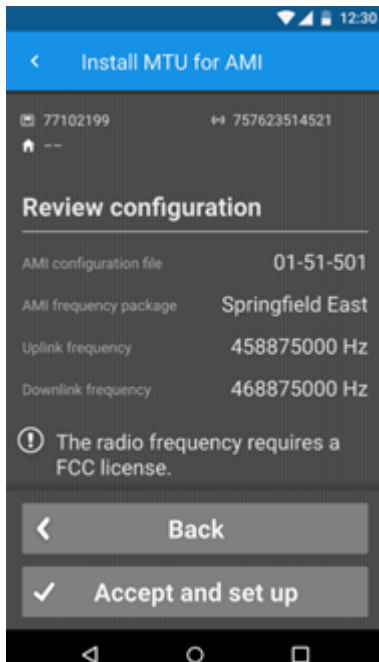 12:30
Install MTU for AMI
77102199 757623514521
--
Review configuration
AMI configuration file 01-51-501
AMI frequency package Springfield East
Uplink frequency 458875000 Hz
Downlink frequency 468875000 Hz
The radio frequency requires a
FCC license.
Back
Accept and set up